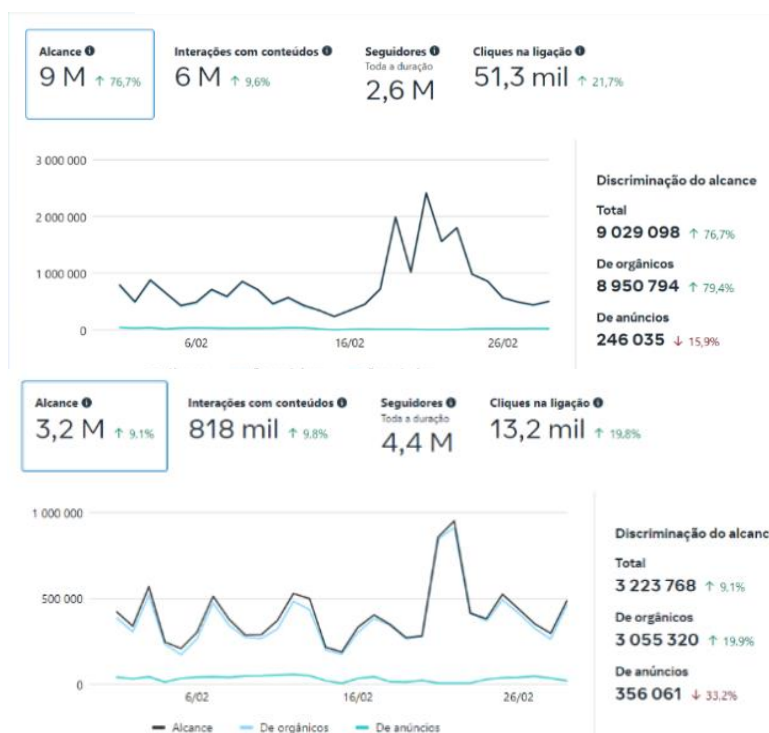 Alcance Interações com conteúdos Seguidores Cliques na ligação
Toda a duração
9 M ↑ 76,7% 6 M ↑ 9,6% 2,6 M 51,3 mil ↑ 21,7%
3 000 000
2 000 000
1 000 000
0
6/02 16/02 26/02
Discriminação do alcance
Total
9 029 098 ↑ 76,7%
De orgânicos
8 950 794 ↑ 79,4%
De anúncios
246 035 ↓ 15,9%
Alcance Interações com conteúdos Seguidores Cliques na ligação
Toda a duração
3,2 M ↑ 9,1% 818 mil ↑ 9,8% 4,4 M 13,2 mil ↑ 19,8%
1 000 000
500 000
0
6/02 16/02 26/02
Alcance De orgânicos De anúncios
Discriminação do alcanc
Total
3 223 768 ↑ 9,1%
De orgânicos
3 055 320 ↑ 19,9%
De anúncios
356 061 ↓ 33,2%